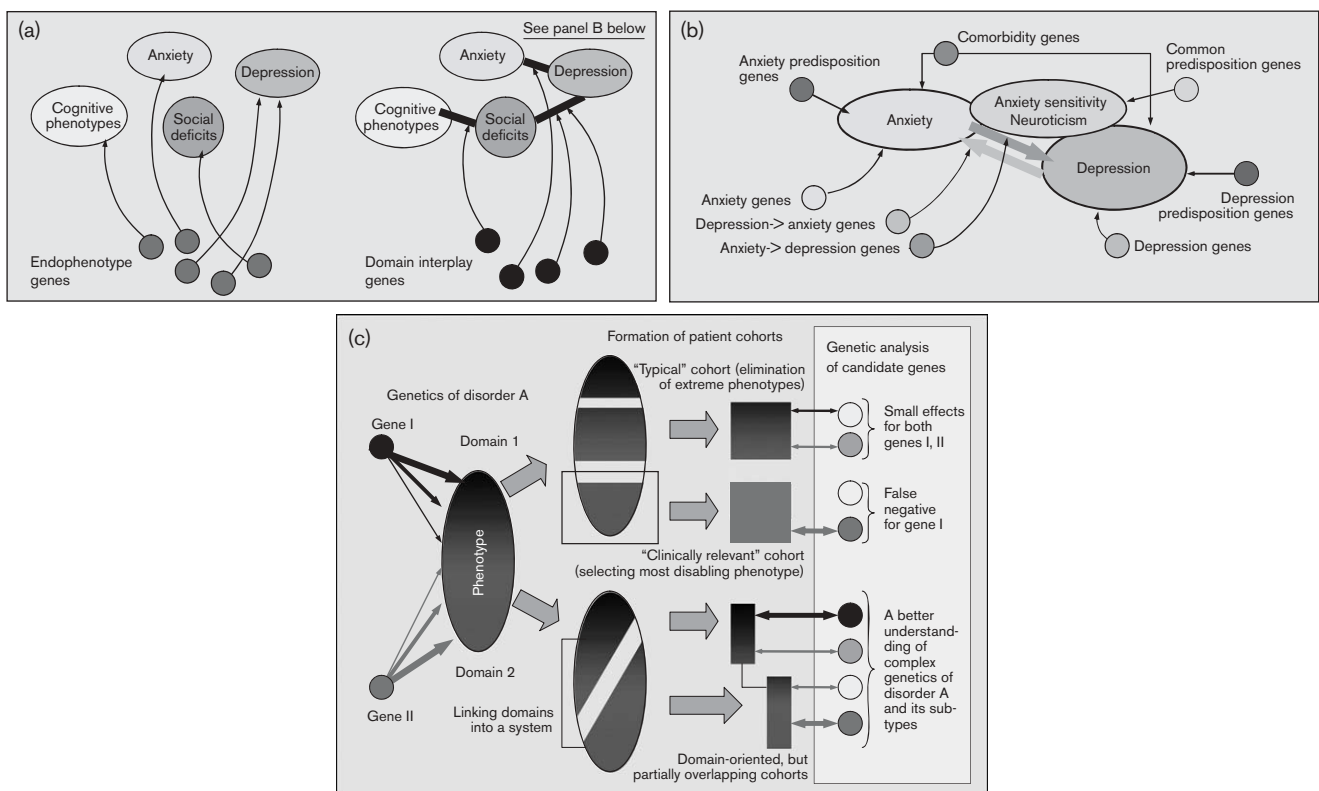 (a)
See panel B below
Anxiety
Depression
Cognitive
phenotypes
Social
deficits
Endophenotype
genes
Anxiety
Depression
Cognitive
phenotypes
Social
deficits
Domain interplay
genes
(b)
Comorbidity genes
Anxiety predisposition
genes
Common
predisposition genes
Anxiety sensitivity
Neuroticism
Anxiety
Depression
Anxiety genes
Depression-> anxiety genes
Anxiety-> depression genes
Depression
predisposition genes
Depression genes
(c)
Formation of patient cohorts
Genetic analysis
of candidate genes
"Typical" cohort (elimination
of extreme phenotypes)
Genetics of disorder A
Gene I
Domain 1
Small effects
for both
genes I, II
False
negative
for gene I
Phenotype
"Clinically relevant" cohort
(selecting most disabling phenotype)
Domain 2
Gene II
Linking domains
into a system
A better
understand-
ding of
complex
genetics of
disorder A
and its sub-
types
Domain-oriented, but
partially overlapping cohorts